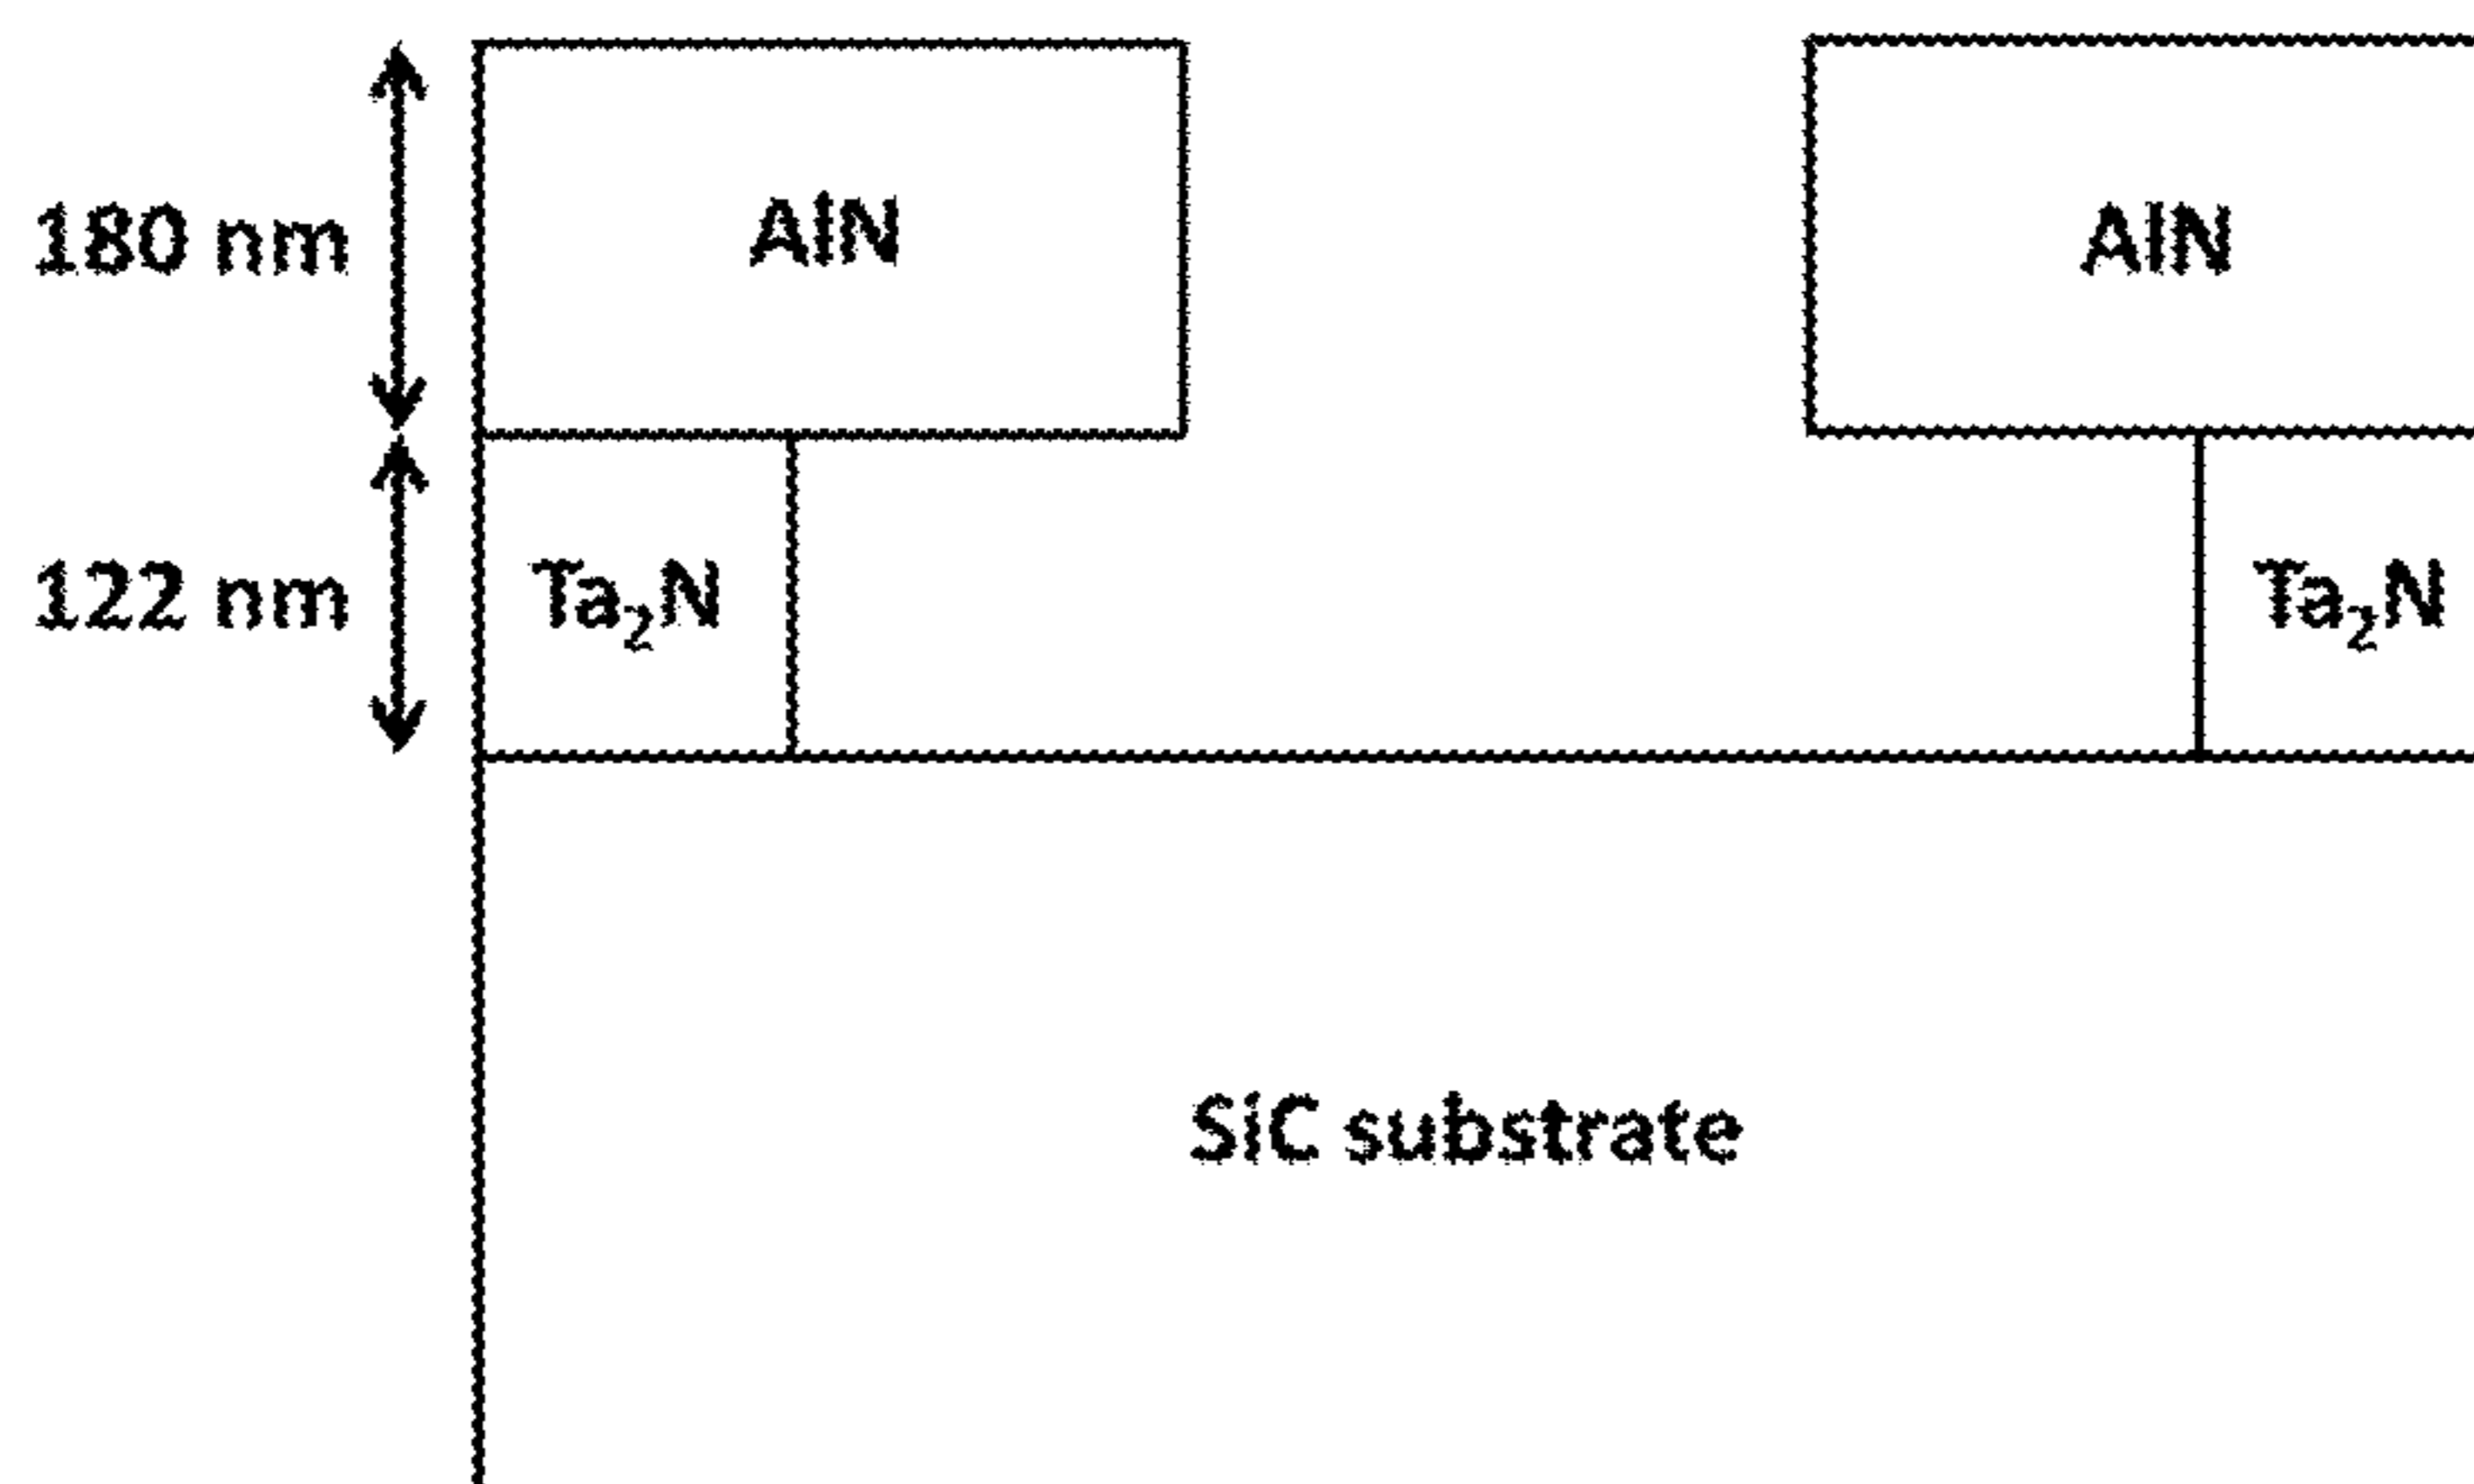 180 nm
AlN
AlN
122 nm
Ta₂N
Ta₂N
SiC substrate